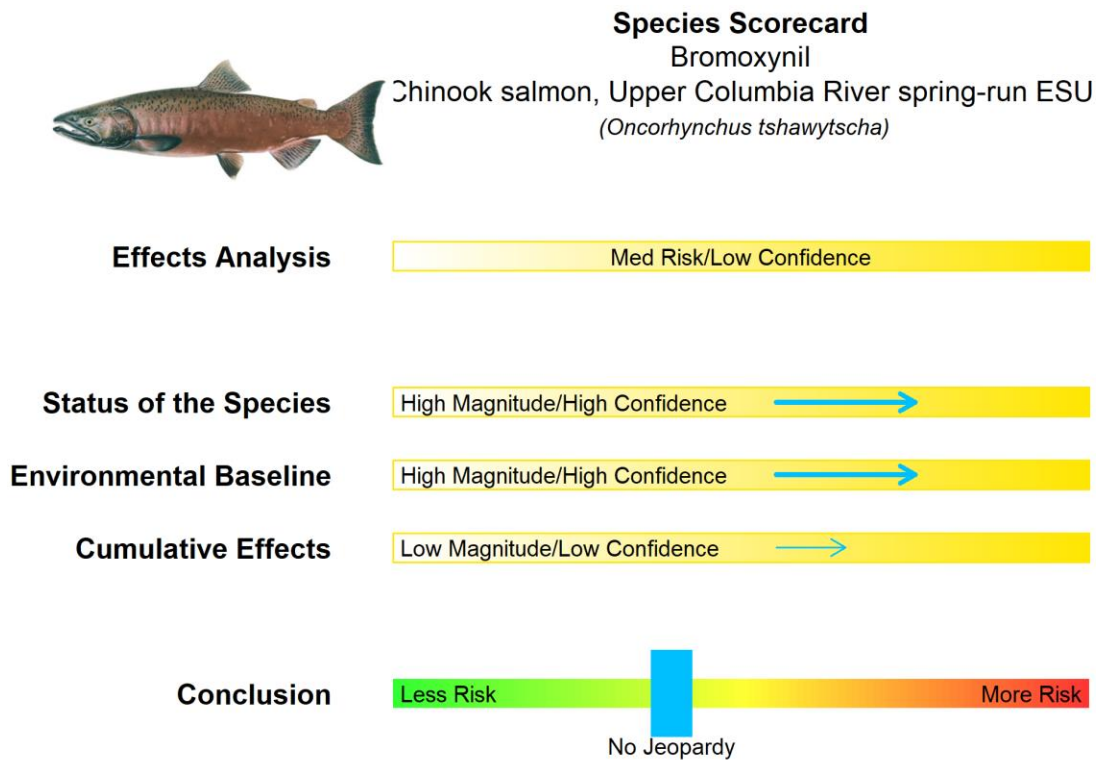 Species Scorecard
Bromoxynil
Chinook salmon, Upper Columbia River spring-run ESU
(Oncorhynchus tshawytscha)
Effects Analysis
Med Risk/Low Confidence
Status of the Species
High Magnitude/High Confidence
Environmental Baseline
High Magnitude/High Confidence
Cumulative Effects
Low Magnitude/Low Confidence
Conclusion
Less Risk
More Risk
No Jeopardy